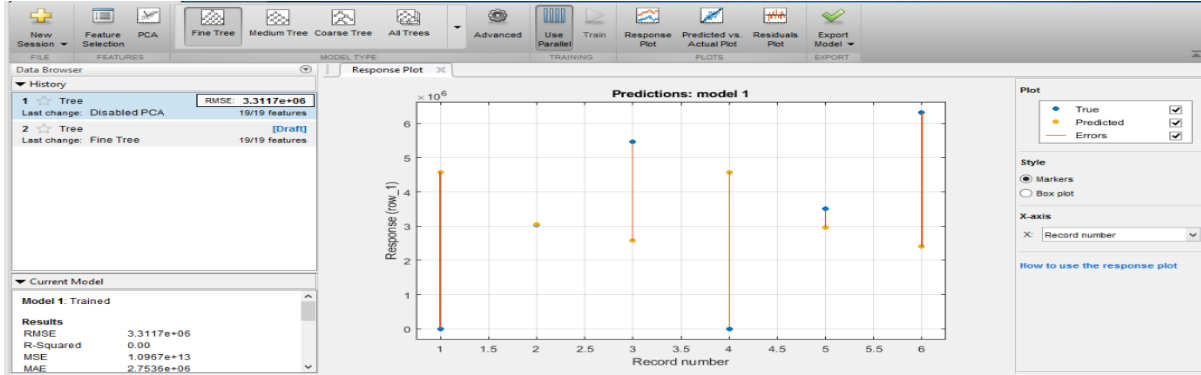 New Session
Feature Selection
PCA
Fine Tree
Medium Tree
Coarse Tree
All Trees
Advanced
Use Parallel
Train
Response Plot
Predicted vs. Actual Plot
Residuals Plot
Export Model
FILE
FEATURES
MODEL TYPE
TRAINING
PLOTS
EXPORT
Data Browser
History
1 Tree RMSE: 3.3117e+06
Last change: Disabled PCA 19/19 features
2 Tree [Draft]
Last change: Fine Tree 19/19 features
Current Model
Model 1: Trained
Results
RMSE 3.3117e+06
R-Squared 0.00
MSE 1.0967e+13
MAE 2.7536e+06
Response Plot
×10⁶
Predictions: model 1
6
5
4
3
2
1
0
Response (row_1)
1 1.5 2 2.5 3 3.5 4 4.5 5 5.5 6
Record number
Plot
True
Predicted
Errors
Style
Markers
Box plot
X-axis
X: Record number
How to use the response plot